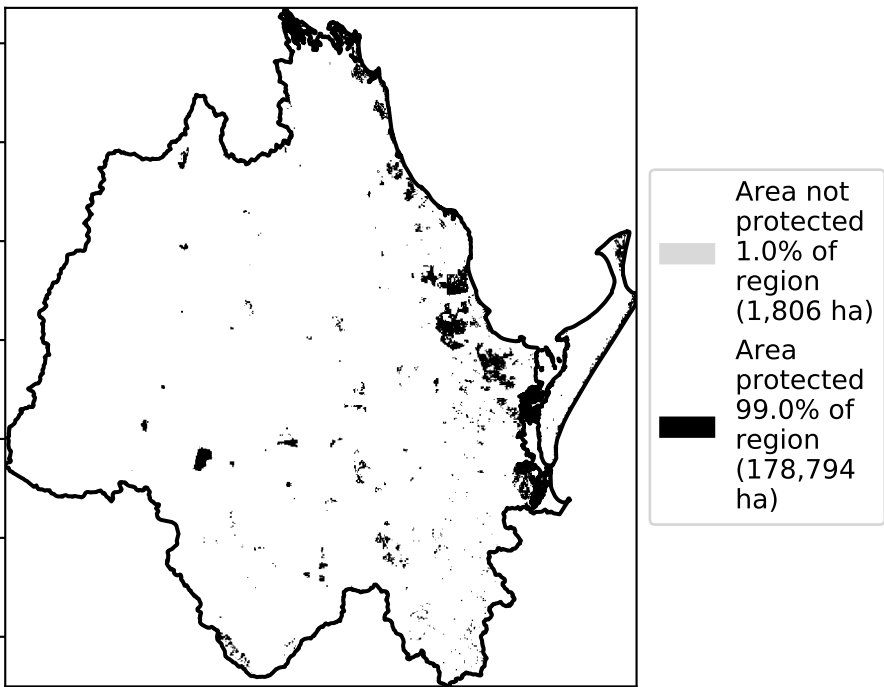 Area not
protected
1.0% of
region
(1,806 ha)
Area
protected
99.0% of
region
(178,794
ha)